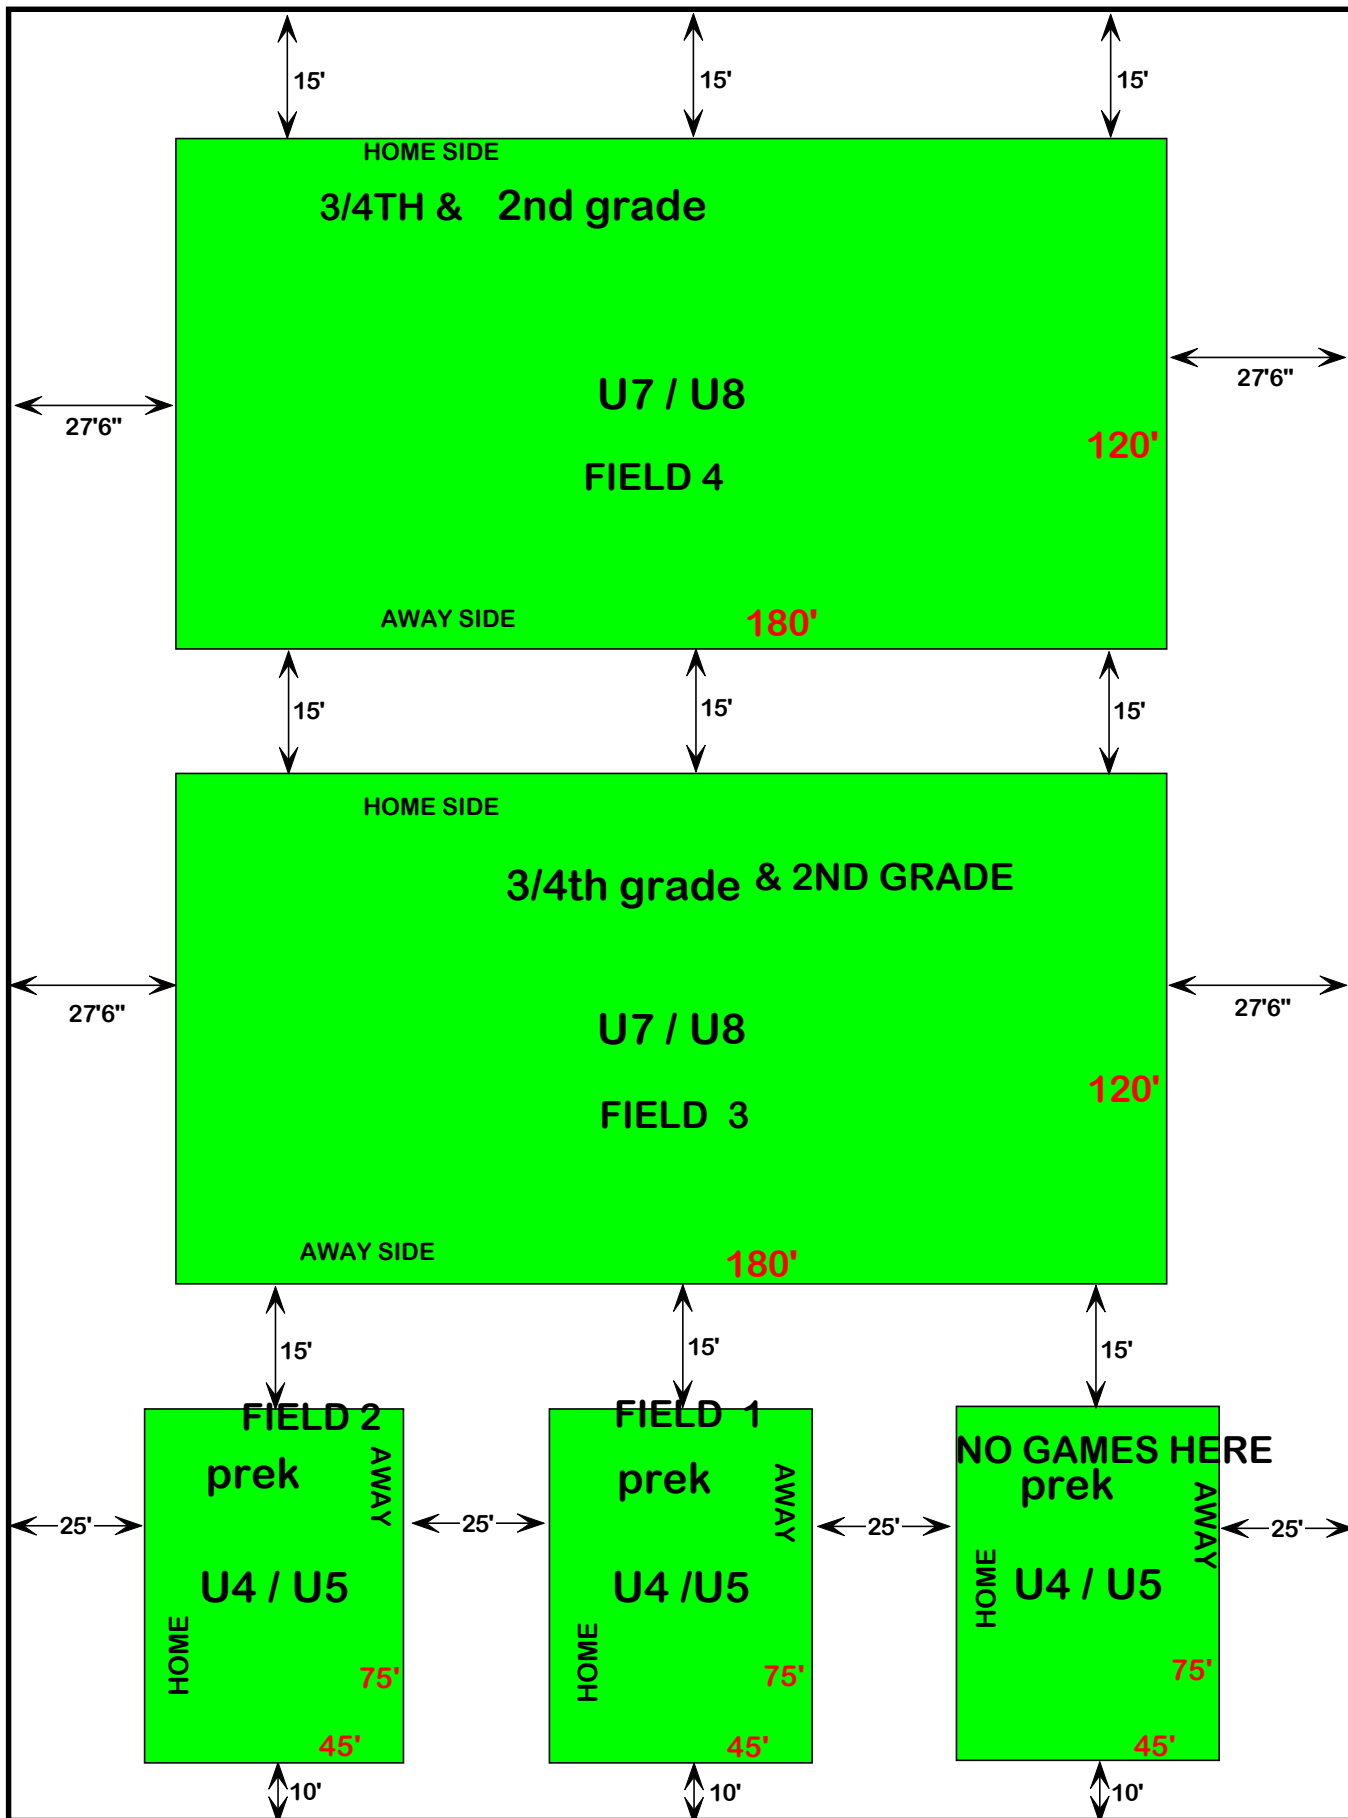 15' 15' 15'
HOME SIDE
3/4TH & 2nd grade
27'6"
U7 / U8
27'6"
120'
FIELD 4
AWAY SIDE 180'
15' 15' 15'
HOME SIDE
3/4th grade & 2ND GRADE
27'6" 27'6"
U7 / U8
120'
FIELD 3
AWAY SIDE 180'
15' 15' 15'
FIELD 2
prek
AWAY
25'
U4 / U5
HOME
75'
45'
10'
25'
FIELD 1
prek
AWAY
U4 /U5
HOME
75'
45'
10'
25'
NO GAMES HERE
prek
AWAY
25'
HOME
U4 / U5
75'
45'
10'